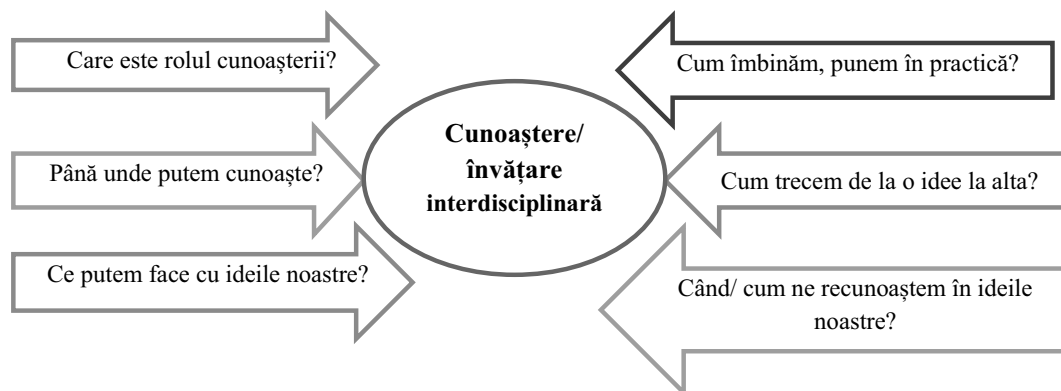 Care este rolul cunoașterii?
Cum îmbinăm, punem în practică?
Cunoaștere/
învățare
interdisciplinară
Până unde putem cunoaște?
Cum trecem de la o idee la alta?
Ce putem face cu ideile noastre?
Când/ cum ne recunoaștem în ideile
noastre?